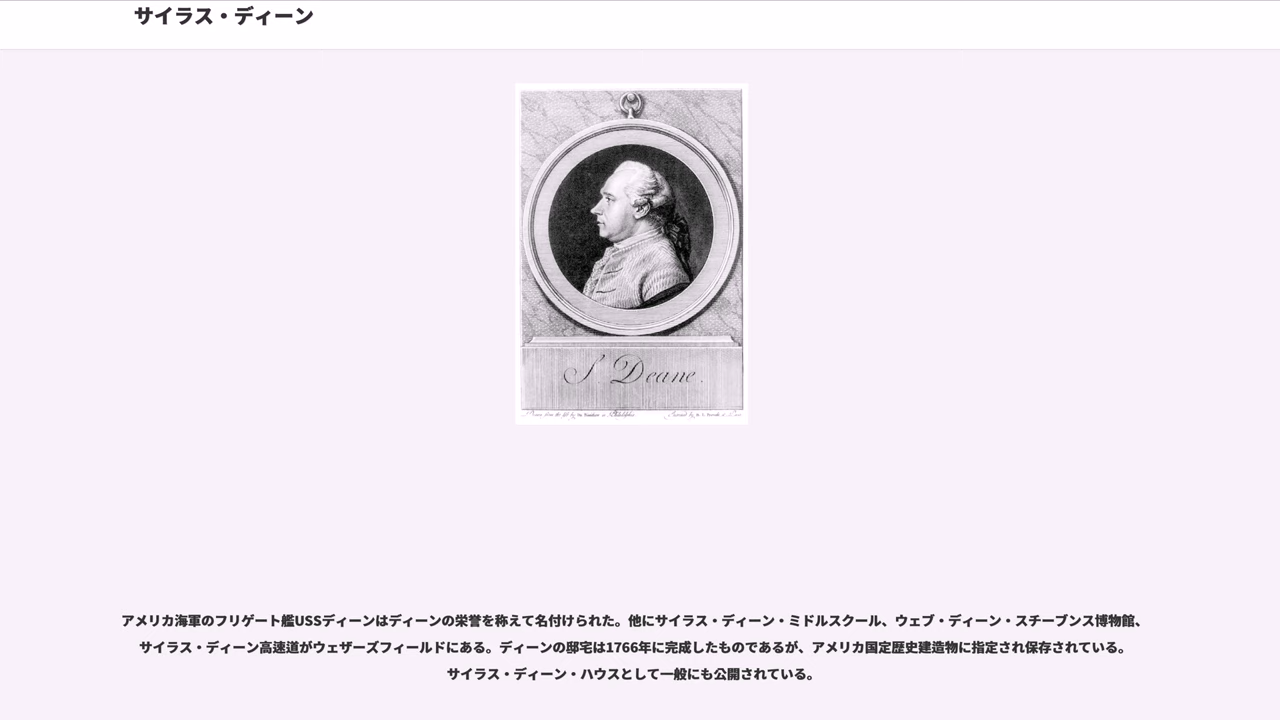 サイラス・ディーン
S. Deane.
アメリカ海軍のフリゲート艦USSディーンはディーンの栄誉を称えて名付けられた。他にサイラス・ディーン・ミドルスクール、ウェブ・ディーン・スチーブンス博物館、
サイラス・ディーン高速道がウェザーズフィールドにある。ディーンの邸宅は1766年に完成したものであるが、アメリカ国定歴史建造物に指定され保存されている。
サイラス・ディーン・ハウスとして一般にも公開されている。